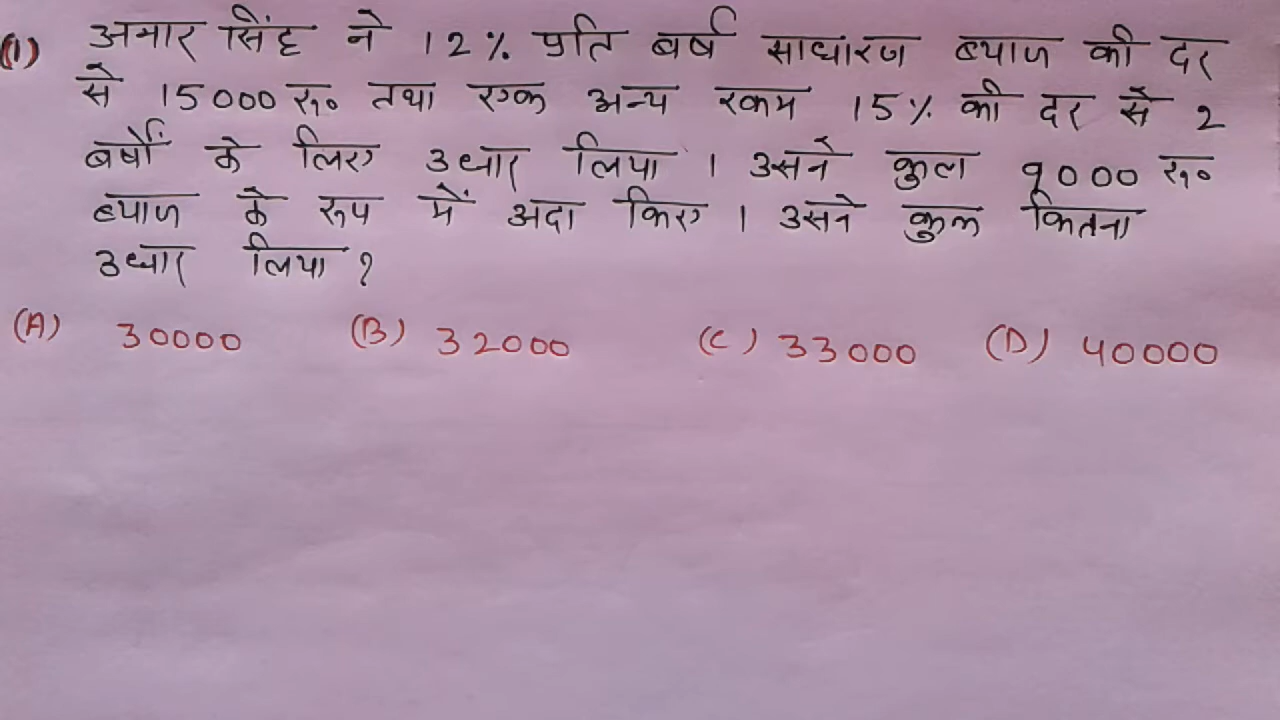 (1) अमार सिंह ने 12% प्रति वर्ष साधारण ब्याज की दर
से 15000 रु० तथा एक अन्य रकम 15% की दर से 2
वर्षों के लिए उधार लिया । उसने कुल 9000 रु०
ब्याज के रूप में अदा किए । उसने कुल कितना
उधार लिया ?
(A) 30000 (B) 32000 (C) 33000 (D) 40000